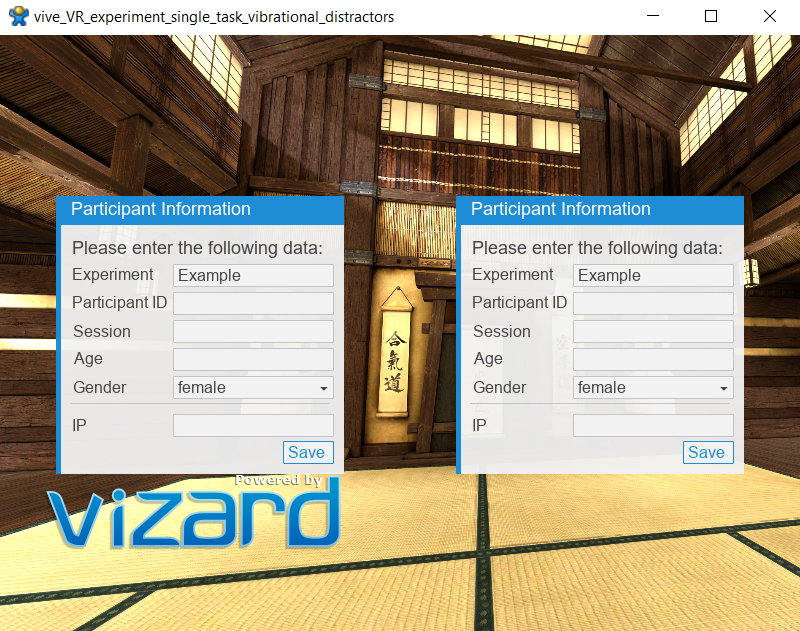 vive_VR_experiment_single_task_vibrational_distractors
Participant Information
Please enter the following data:
Experiment Example
Participant ID
Session
Age
Gender female
IP
Save
Participant Information
Please enter the following data:
Experiment Example
Participant ID
Session
Age
Gender female
IP
Save
合氣道
Powered by
vizard